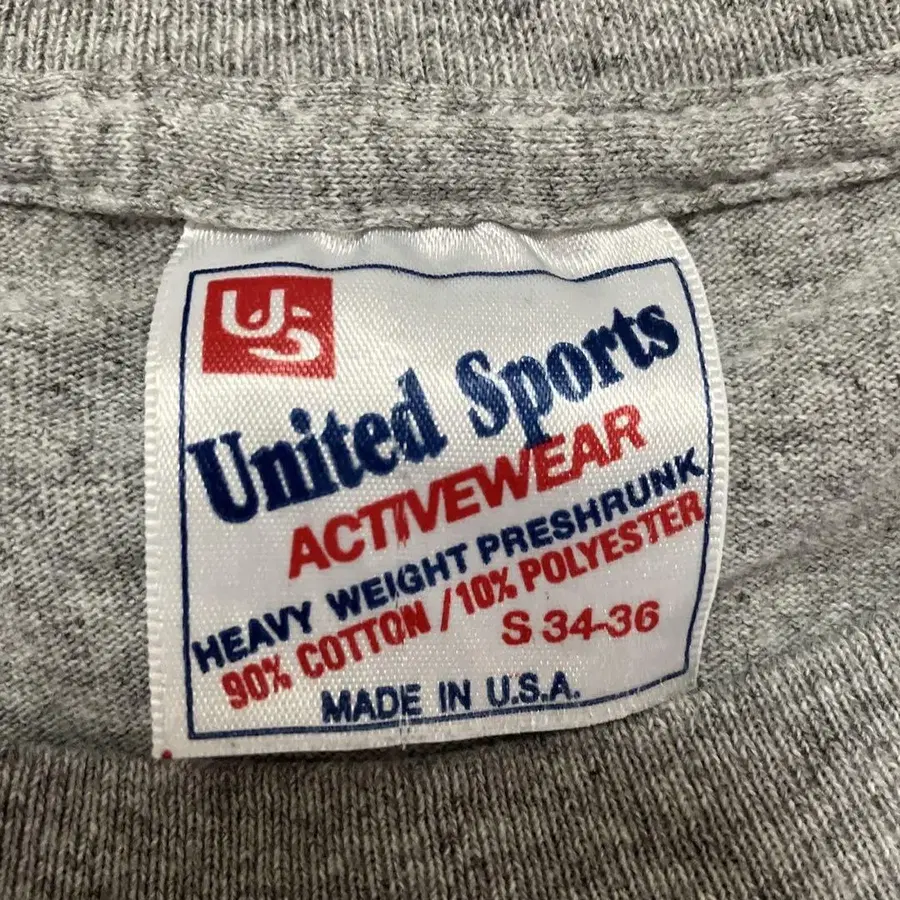 US
United Sports
ACTIVEWEAR
HEAVY WEIGHT PRESHRUNK
90% COTTON / 10% POLYESTER
S 34-36
MADE IN U.S.A.